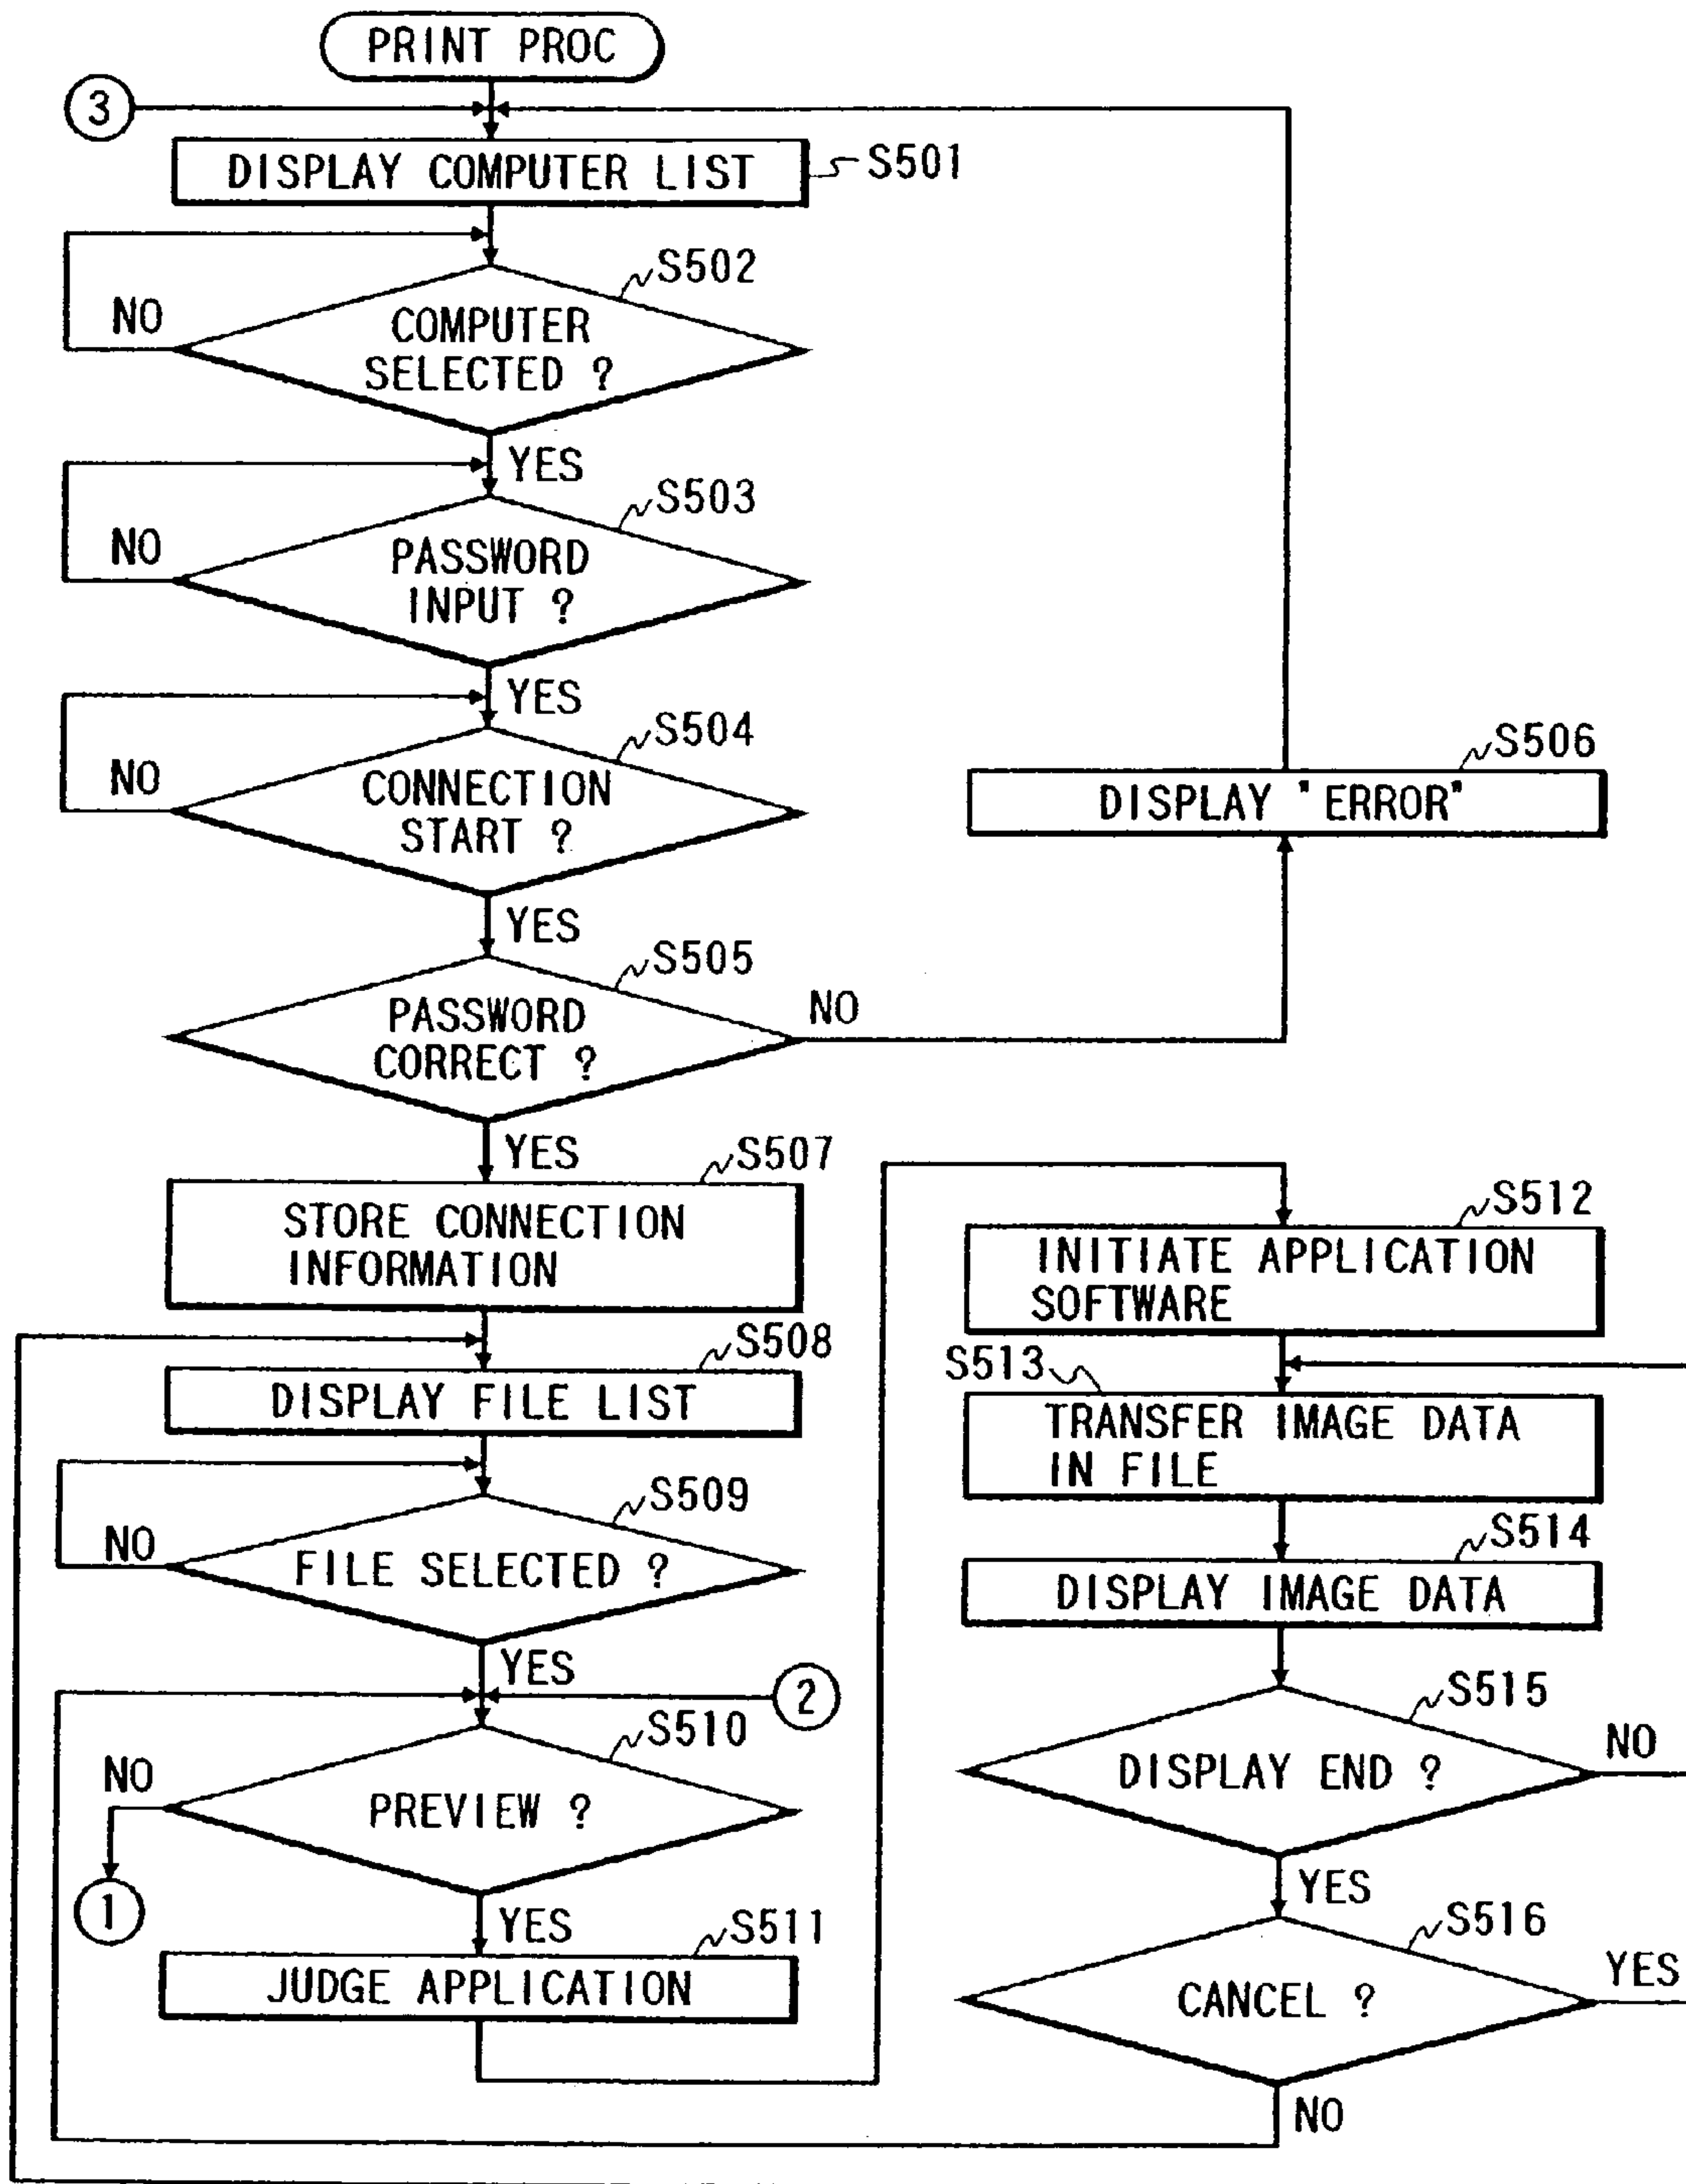 PRINT PROC
3
DISPLAY COMPUTER LIST
S501
S502
NO
COMPUTER
SELECTED ?
YES
S503
NO
PASSWORD
INPUT ?
YES
S504
NO
CONNECTION
START ?
S506
DISPLAY "ERROR"
YES
S505
PASSWORD
CORRECT ?
NO
YES
S507
STORE CONNECTION
INFORMATION
S508
DISPLAY FILE LIST
S509
NO
FILE SELECTED ?
YES
2
S510
NO
PREVIEW ?
1
YES
S511
JUDGE APPLICATION
S512
INITIATE APPLICATION
SOFTWARE
S513
TRANSFER IMAGE DATA
IN FILE
S514
DISPLAY IMAGE DATA
S515
NO
DISPLAY END ?
YES
S516
YES
CANCEL ?
NO